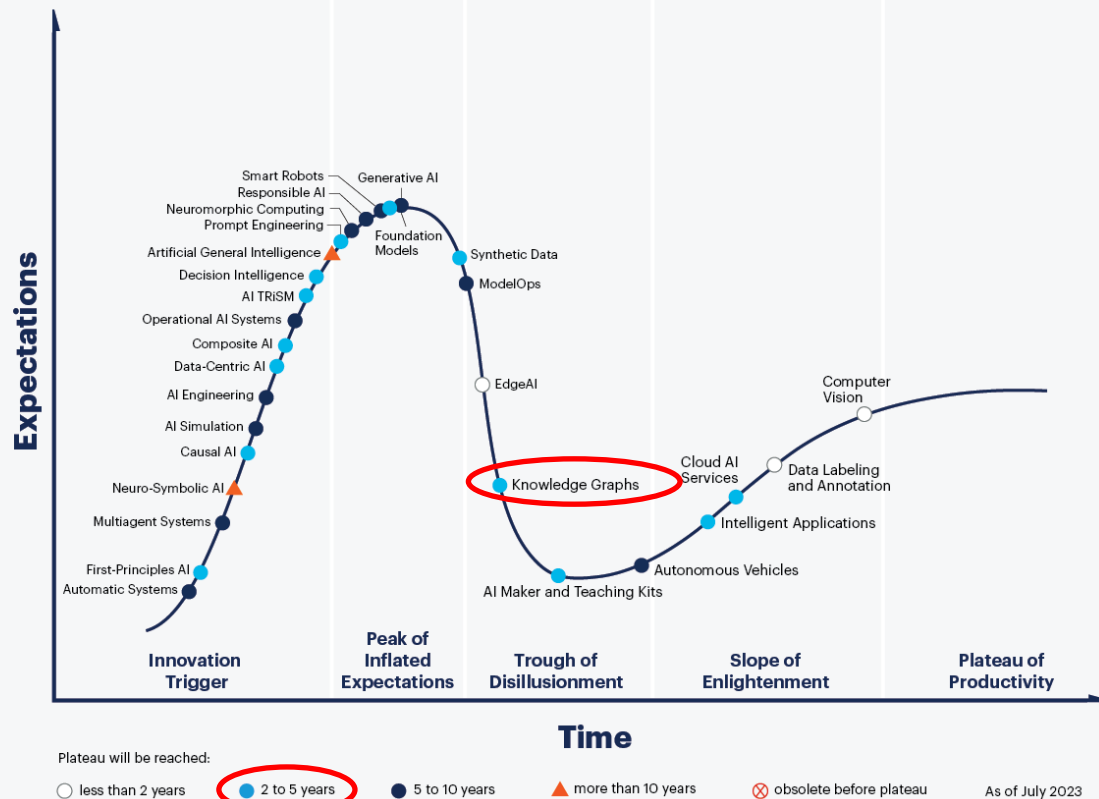 Expectations
Smart Robots
Generative AI
Responsible AI
Neuromorphic Computing
Prompt Engineering
Foundation
Models
Artificial General Intelligence
Synthetic Data
Decision Intelligence
ModelOps
AI TRiSM
Operational AI Systems
Composite AI
Data-Centric AI
EdgeAI
Computer
Vision
AI Engineering
AI Simulation
Causal AI
Cloud AI
Services
Data Labeling
and Annotation
Knowledge Graphs
Neuro-Symbolic AI
Multiagent Systems
Intelligent Applications
First-Principles AI
Autonomous Vehicles
Automatic Systems
AI Maker and Teaching Kits
Innovation
Trigger
Peak of
Inflated
Expectations
Trough of
Disillusionment
Slope of
Enlightenment
Plateau of
Productivity
Time
Plateau will be reached:
less than 2 years
2 to 5 years
5 to 10 years
more than 10 years
obsolete before plateau
As of July 2023